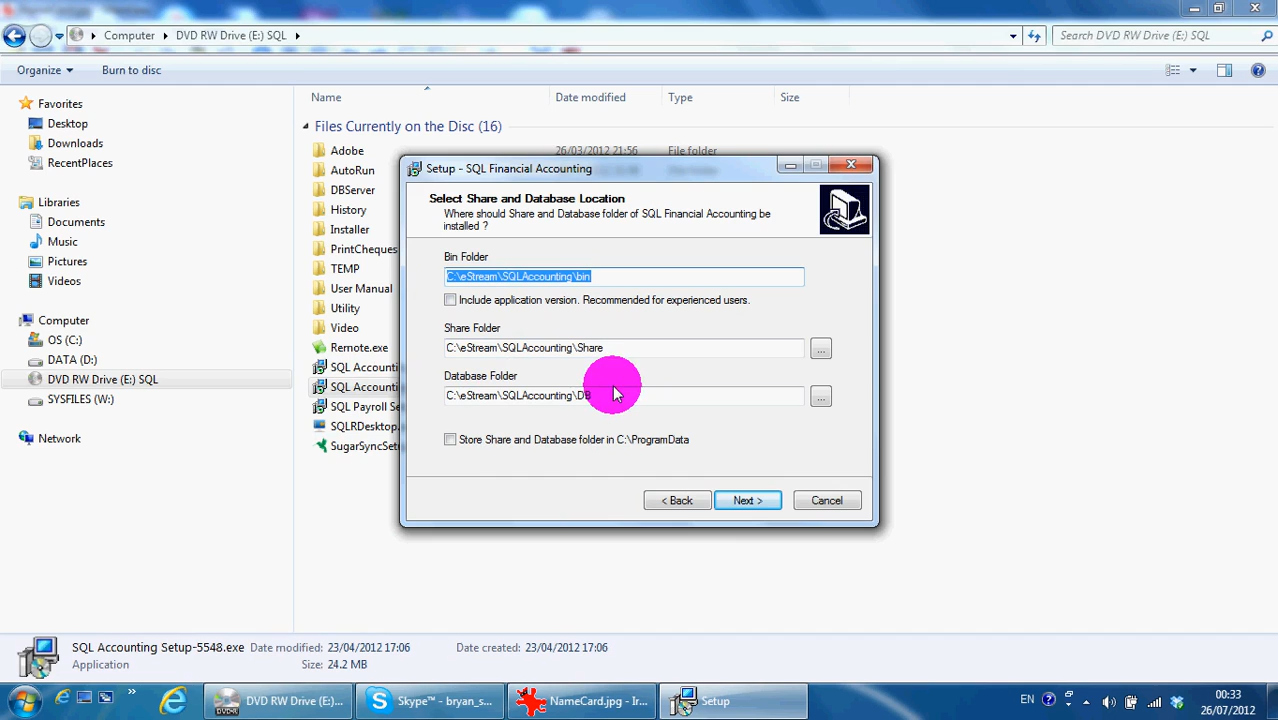 Computer
DVD RW Drive (E:) SQL
Search DVD RW Drive (E:) SQL
Organize
Burn to disc
Favorites
Desktop
Downloads
RecentPlaces
Libraries
Documents
Music
Pictures
Videos
Computer
OS (C:)
DATA (D:)
DVD RW Drive (E:) SQL
SYSFILES (W:)
Network
Name
Date modified
Type
Size
Files Currently on the Disc (16)
Adobe
26/03/2012 21:56
File folder
AutoRun
DBServer
History
Installer
PrintCheques
TEMP
User Manual
Utility
Video
Remote.exe
SQL Accounti
SQL Accounti
SQL Payroll Se
SQLRDesktop.
SugarSyncSetu
Setup - SQL Financial Accounting
Select Share and Database Location
Where should Share and Database folder of SQL Financial Accounting be
installed ?
Bin Folder
C:\eStream\SQLAccounting\bin
Include application version. Recommended for experienced users.
Share Folder
C:\eStream\SQLAccounting\Share
...
Database Folder
C:\eStream\SQLAccounting\DB
...
Store Share and Database folder in C:\ProgramData
< Back
Next >
Cancel
SQL Accounting Setup-5548.exe
Date modified: 23/04/2012 17:06
Date created: 23/04/2012 17:06
Application
Size: 24.2 MB
DVD RW Drive (E:)...
Skype™ - bryan_s...
NameCard.jpg - Ir...
Setup
EN
00:33
26/07/2012